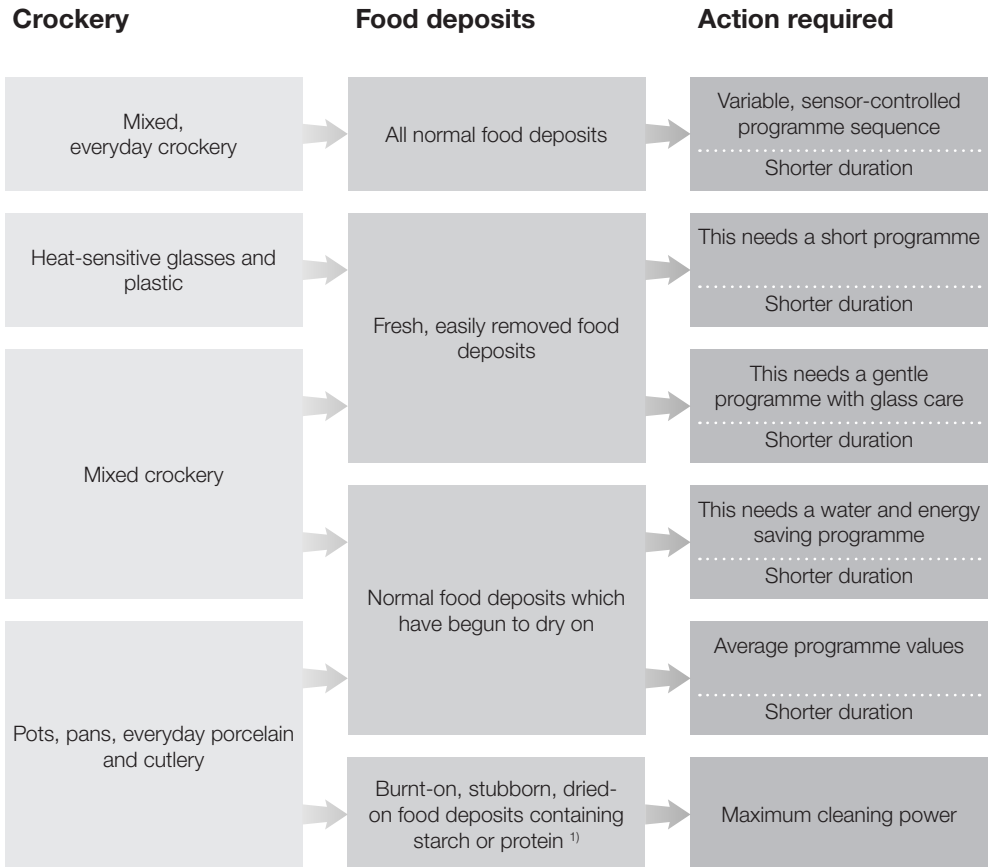 Crockery
Food deposits
Action required
Mixed,
everyday crockery
All normal food deposits
Variable, sensor-controlled
programme sequence
Shorter duration
Heat-sensitive glasses and
plastic
Fresh, easily removed food
deposits
This needs a short programme
Shorter duration
This needs a gentle
programme with glass care
Shorter duration
Mixed crockery
Normal food deposits which
have begun to dry on
This needs a water and energy
saving programme
Shorter duration
Average programme values
Shorter duration
Pots, pans, everyday porcelain
and cutlery
Burnt-on, stubborn, dried-
on food deposits containing
starch or protein 1)
Maximum cleaning power